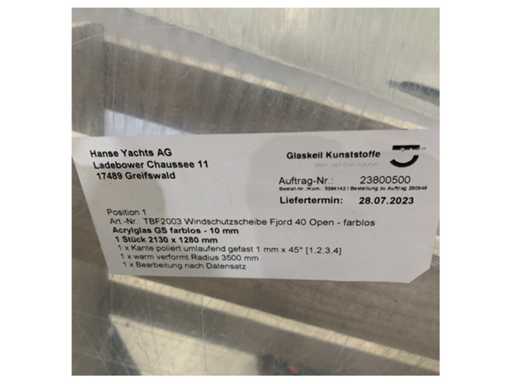 Hanse Yachts AG
Ladebower Chaussee 11
17489 Greifswald
Glaskeil Kunststoffe
Auftrag-Nr.: 23800500
Liefertermin: 28.07.2023
Position 1
Art.-Nr. TBF2003 Windschutzscheibe Fjord 40 Open - farblos
Acrylglas GS farblos - 10 mm
1 Stück 2130 x 1280 mm
1 x Kante poliert umlaufend gefast 1 mm x 45° [1,2,3,4]
1 x warm verformt Radius 3500 mm
1 x Bearbeitung nach Datensatz